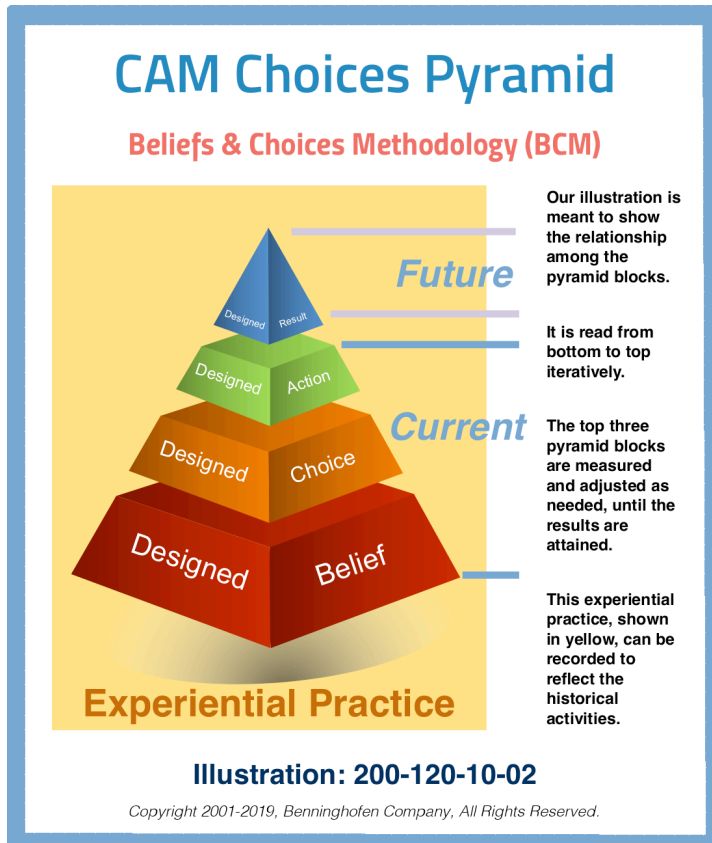 CAM Choices Pyramid
Beliefs & Choices Methodology (BCM)
Our illustration is
meant to show
the relationship
among the
pyramid blocks.
Future
Designed Result
It is read from
bottom to top
iteratively.
Designed Action
Current
The top three
pyramid blocks
are measured
and adjusted as
needed, until the
results are
attained.
Designed Choice
Designed Belief
This experiential
practice, shown
in yellow, can be
recorded to
reflect the
historical
activities.
Experiential Practice
Illustration: 200-120-10-02
Copyright 2001-2019, Benninghofen Company, All Rights Reserved.